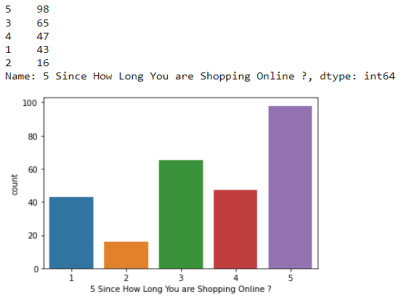 5 98
3 65
4 47
1 43
2 16
Name: 5 Since How Long You are Shopping Online ?, dtype: int64
100
80
60
40
20
0
count
1 2 3 4 5
5 Since How Long You are Shopping Online ?